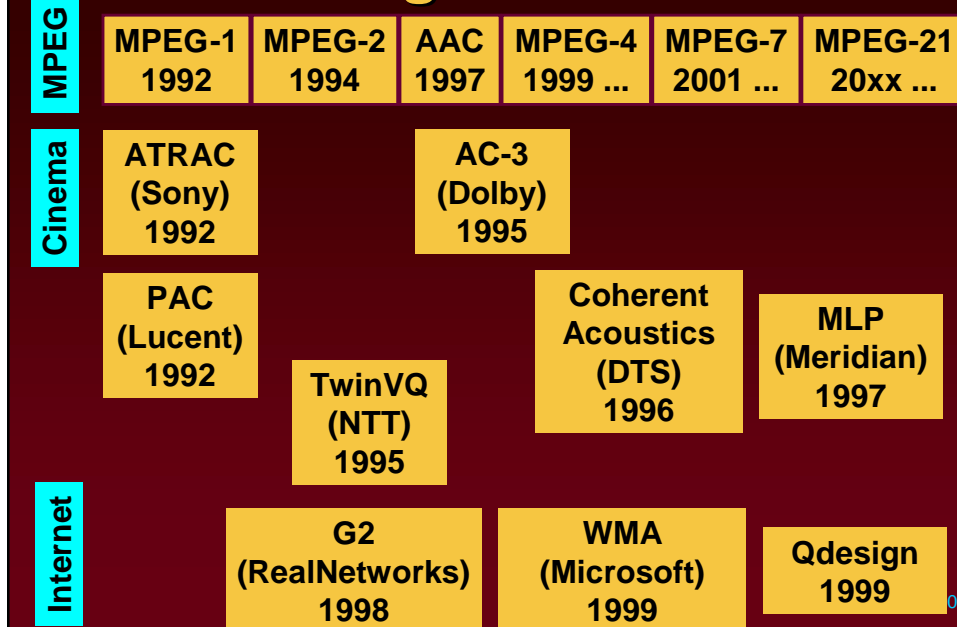 MPEG
MPEG-1
1992
MPEG-2
1994
AAC
1997
MPEG-4
1999 ...
MPEG-7
2001 ...
MPEG-21
20xx ...
Cinema
ATRAC
(Sony)
1992
AC-3
(Dolby)
1995
PAC
(Lucent)
1992
TwinVQ
(NTT)
1995
Coherent
Acoustics
(DTS)
1996
MLP
(Meridian)
1997
Internet
G2
(RealNetworks)
1998
WMA
(Microsoft)
1999
Qdesign
1999